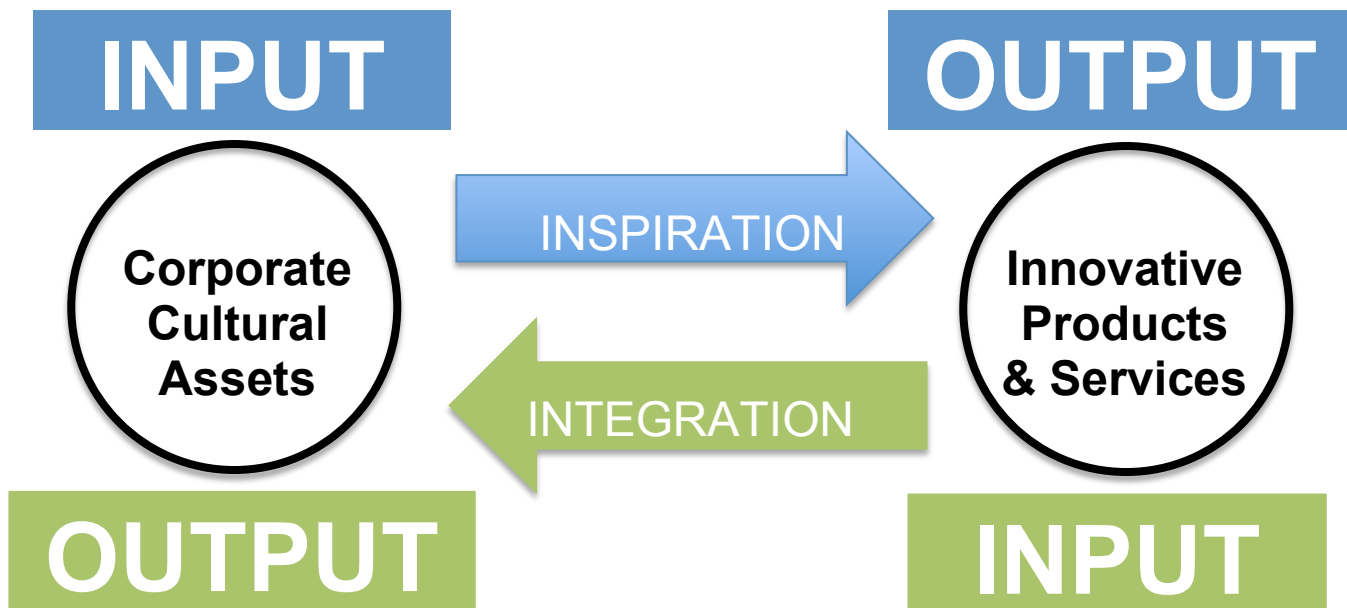 INPUT
OUTPUT
Corporate
Cultural
Assets
INSPIRATION
INTEGRATION
Innovative
Products
& Services
OUTPUT
INPUT